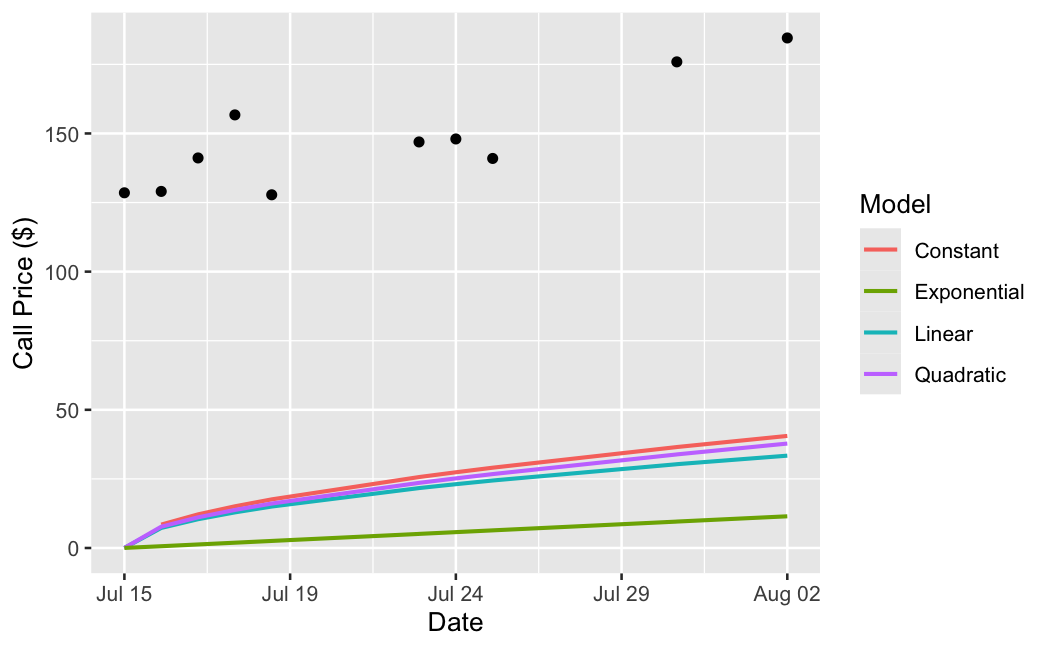 150
100
50
0
Call Price ($)
Jul 15
Jul 19
Jul 24
Jul 29
Aug 02
Date
Model
Constant
Exponential
Linear
Quadratic